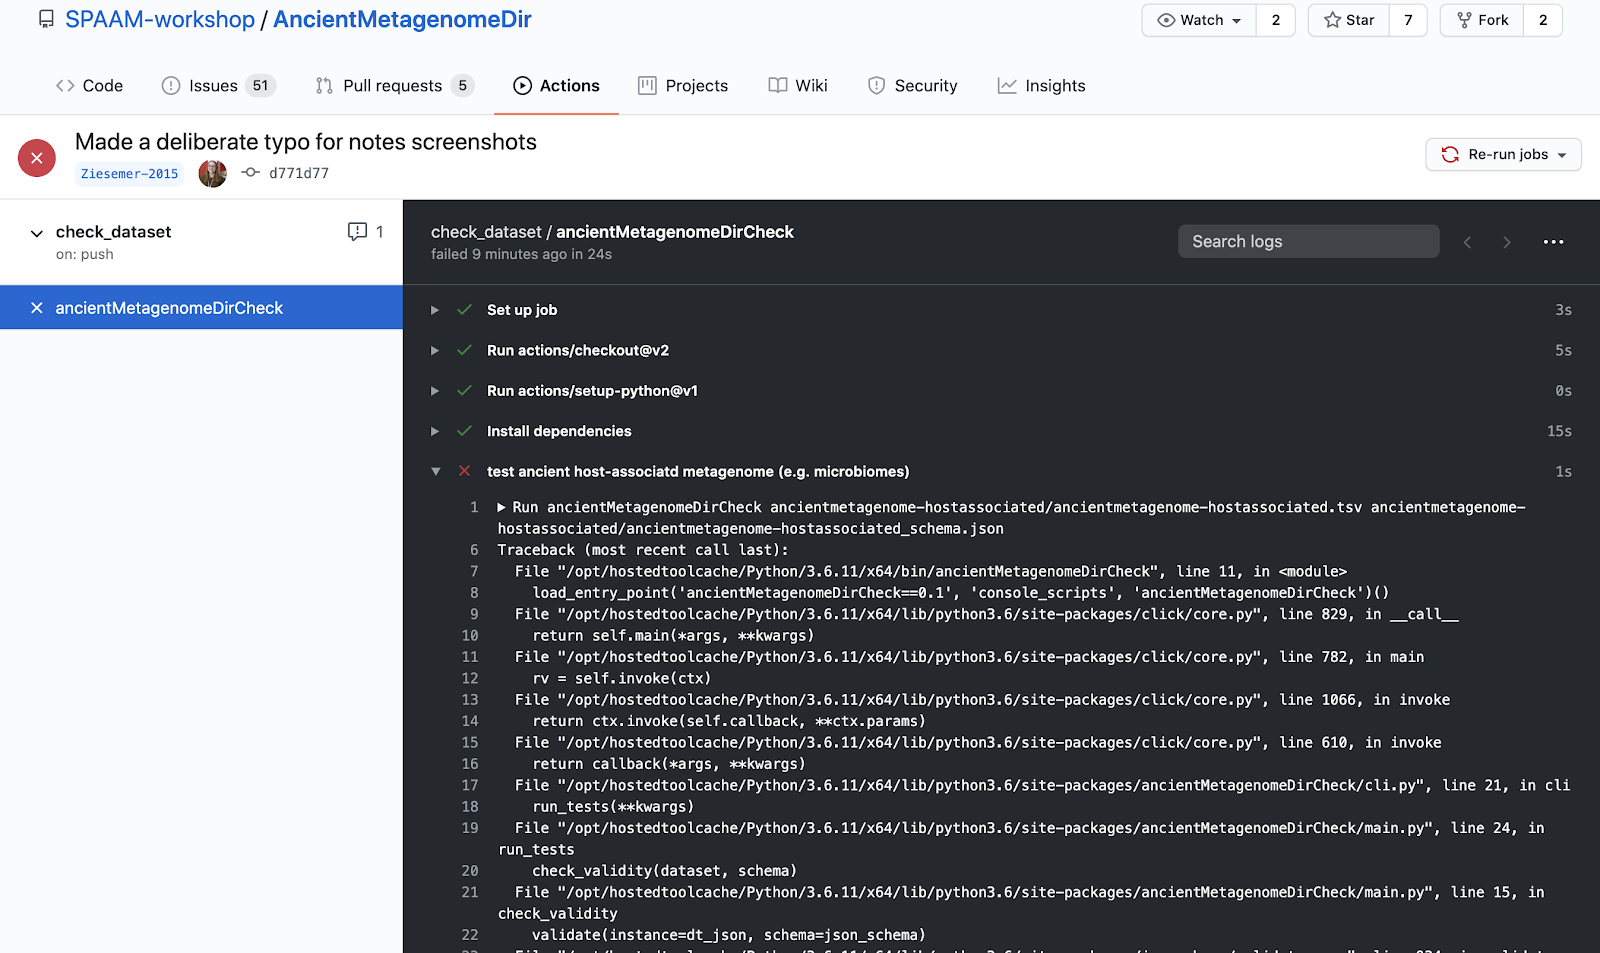 SPAAM-workshop / AncientMetagenomeDir
Watch 2 Star 7 Fork 2
Code Issues 51 Pull requests 5 Actions Projects Wiki Security Insights
Made a deliberate typo for notes screenshots
Ziesemer-2015 d771d77
Re-run jobs
check_dataset 1
on: push
ancientMetagenomeDirCheck
check_dataset / ancientMetagenomeDirCheck
failed 9 minutes ago in 24s
Search logs
Set up job 3s
Run actions/checkout@v2 5s
Run actions/setup-python@v1 0s
Install dependencies 15s
test ancient host-associatd metagenome (e.g. microbiomes) 1s
1 Run ancientMetagenomeDirCheck ancientmetagenome-hostassociated/ancientmetagenome-hostassociated.tsv ancientmetagenome-
hostassociated/ancientmetagenome-hostassociated_schema.json
6 Traceback (most recent call last):
7 File "/opt/hostedtoolcache/Python/3.6.11/x64/bin/ancientMetagenomeDirCheck", line 11, in <module>
8 load_entry_point('ancientMetagenomeDirCheck==0.1', 'console_scripts', 'ancientMetagenomeDirCheck')()
9 File "/opt/hostedtoolcache/Python/3.6.11/x64/lib/python3.6/site-packages/click/core.py", line 829, in __call__
10 return self.main(*args, **kwargs)
11 File "/opt/hostedtoolcache/Python/3.6.11/x64/lib/python3.6/site-packages/click/core.py", line 782, in main
12 rv = self.invoke(ctx)
13 File "/opt/hostedtoolcache/Python/3.6.11/x64/lib/python3.6/site-packages/click/core.py", line 1066, in invoke
14 return ctx.invoke(self.callback, **ctx.params)
15 File "/opt/hostedtoolcache/Python/3.6.11/x64/lib/python3.6/site-packages/click/core.py", line 610, in invoke
16 return callback(*args, **kwargs)
17 File "/opt/hostedtoolcache/Python/3.6.11/x64/lib/python3.6/site-packages/ancientMetagenomeDirCheck/cli.py", line 21, in cli
18 run_tests(**kwargs)
19 File "/opt/hostedtoolcache/Python/3.6.11/x64/lib/python3.6/site-packages/ancientMetagenomeDirCheck/main.py", line 24, in
run_tests
20 check_validity(dataset, schema)
21 File "/opt/hostedtoolcache/Python/3.6.11/x64/lib/python3.6/site-packages/ancientMetagenomeDirCheck/main.py", line 15, in
check_validity
22 validate(instance=dt_json, schema=json_schema)